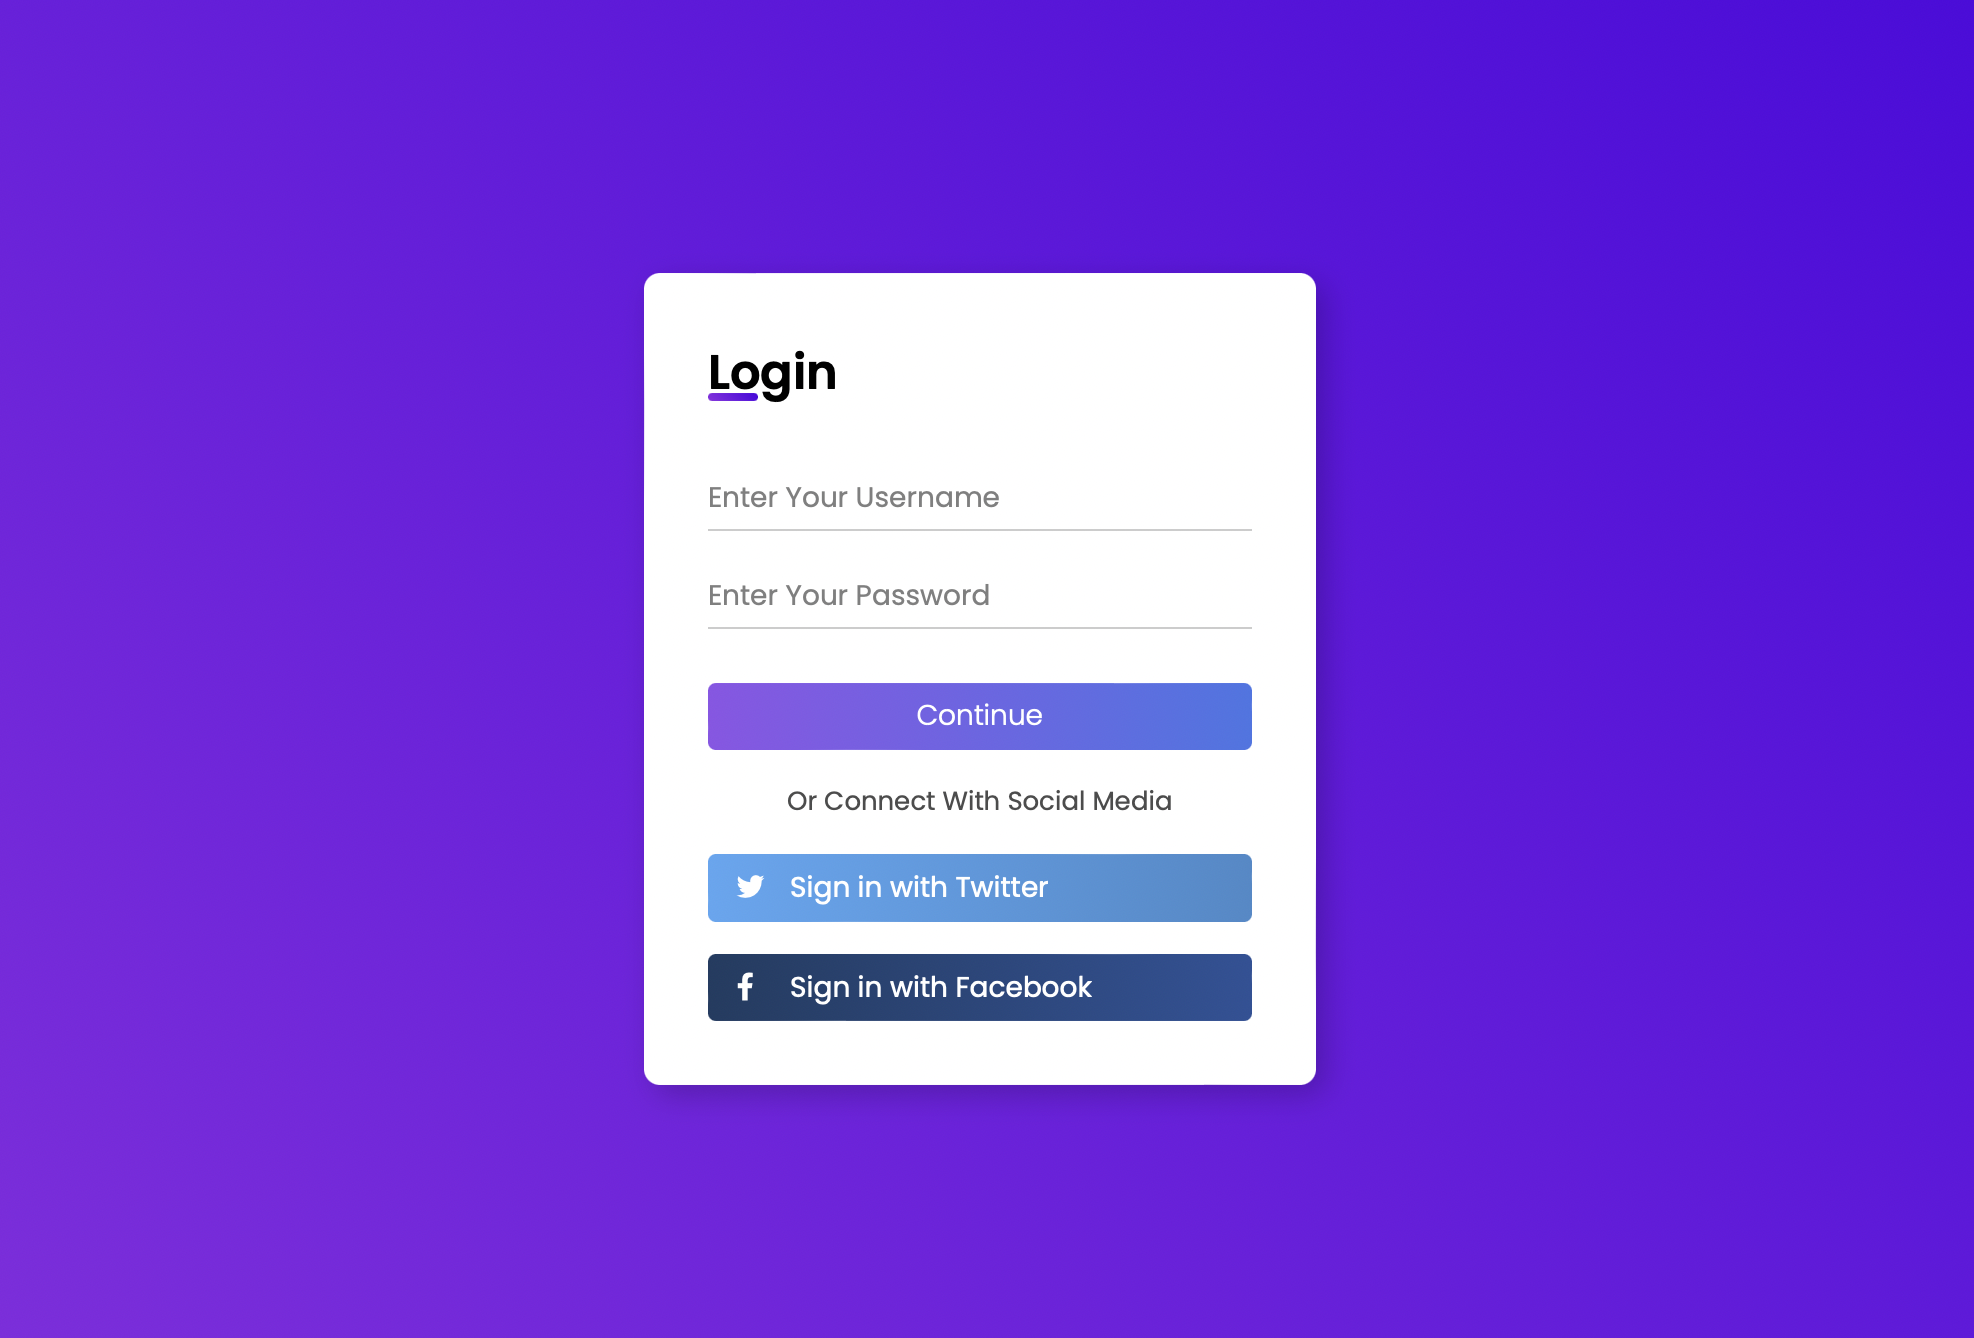 Login
Enter Your Username
Enter Your Password
Continue
Or Connect With Social Media
Sign in with Twitter
Sign in with Facebook